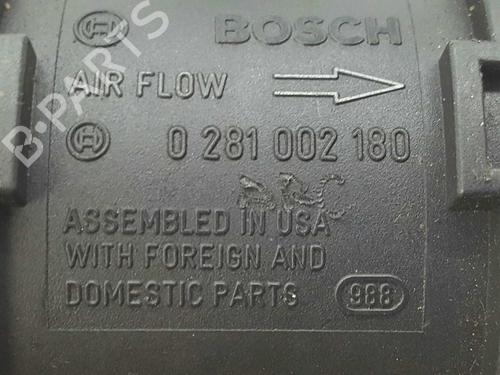 BOSCH
AIR FLOW
0 281 002 180
ASSEMBLED IN USA
WITH FOREIGN AND
DOMESTIC PARTS 988
B-PARTS